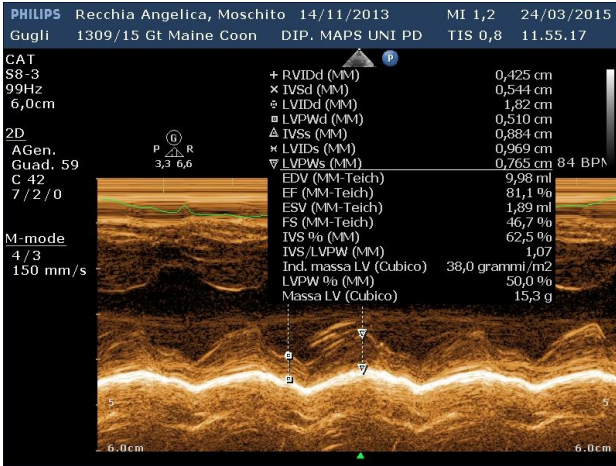 PHILIPS Recchia Angelica, Moschito 14/11/2013 MI 1,2 24/03/2015
Gugli 1309/15 Gt Maine Coon DIP. MAPS UNI PD TIS 0,8 11.55.17
CAT
S8-3
99Hz
6,0cm
2D
AGen.
Guad. 59
C 42
7/2/0
M-mode
4/3
150 mm/s
P
G
P R
3,3 6,6
+ RVIDd (MM) 0,425 cm
× IVSd (MM) 0,544 cm
LVIDd (MM) 1,82 cm
LVPWd (MM) 0,510 cm
IVSs (MM) 0,884 cm
LVIDs (MM) 0,969 cm
LVPWs (MM) 0,765 cm 84 BPM
EDV (MM-Teich) 9,98 ml
EF (MM-Teich) 81,1 %
ESV (MM-Teich) 1,89 ml
FS (MM-Teich) 46,7 %
IVS % (MM) 62,5 %
IVS/LVPW (MM) 1,07
Ind. massa LV (Cubico) 38,0 grammi/m2
LVPW % (MM) 50,0 %
Massa LV (Cubico) 15,3 g
5 5
6.0cm 6.0cm